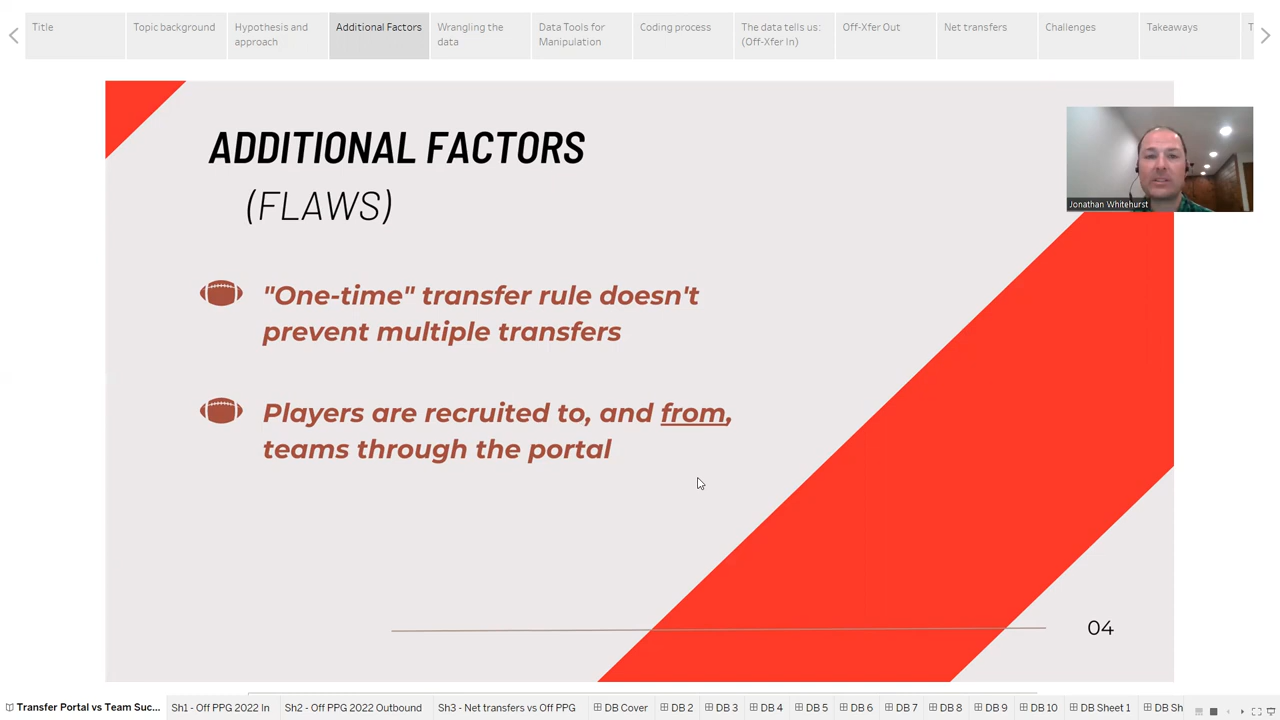 Title
Topic background
Hypothesis and
approach
Additional Factors
Wrangling the
data
Data Tools for
Manipulation
Coding process
The data tells us:
(Off-Xfer In)
Off-Xfer Out
Net transfers
Challenges
Takeaways
T
ADDITIONAL FACTORS
(FLAWS)
Jonathan Whitehurst
"One-time" transfer rule doesn't
prevent multiple transfers
Players are recruited to, and from,
teams through the portal
04
Transfer Portal vs Team Suc...
Sh1 - Off PPG 2022 In
Sh2 - Off PPG 2022 Outbound
Sh3 - Net transfers vs Off PPG
DB Cover
DB 2
DB 3
DB 4
DB 5
DB 6
DB 7
DB 8
DB 9
DB 10
DB Sheet 1
DB Sh